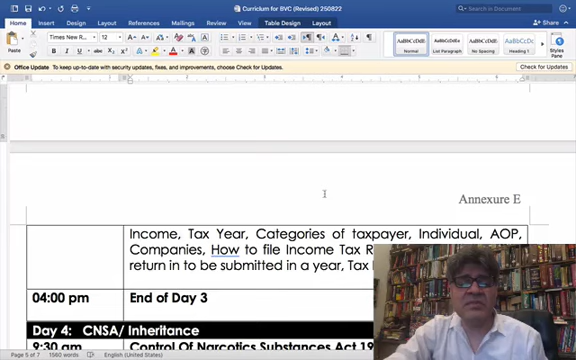 Curriculum for BVC (Revised) 250822
Search in Document
Home Insert Design Layout References Mailings Review View Table Design Layout
Share
Paste
Times New R... 12
Normal
List Paragraph
No Spacing
Heading 1
Styles Pane
Office Update To keep up-to-date with security updates, fixes, and improvements, choose Check for Updates.
Check for Updates
Annexure E
Income, Tax Year, Categories of taxpayer, Individual, AOP,
Companies, How to file Income Tax R
return in to be submitted in a year, Tax
04:00 pm End of Day 3
Day 4: CNSA/ Inheritance
9:30 am Control Of Narcotics Substances Act 19
Page 5 of 7 1560 words English (United States)